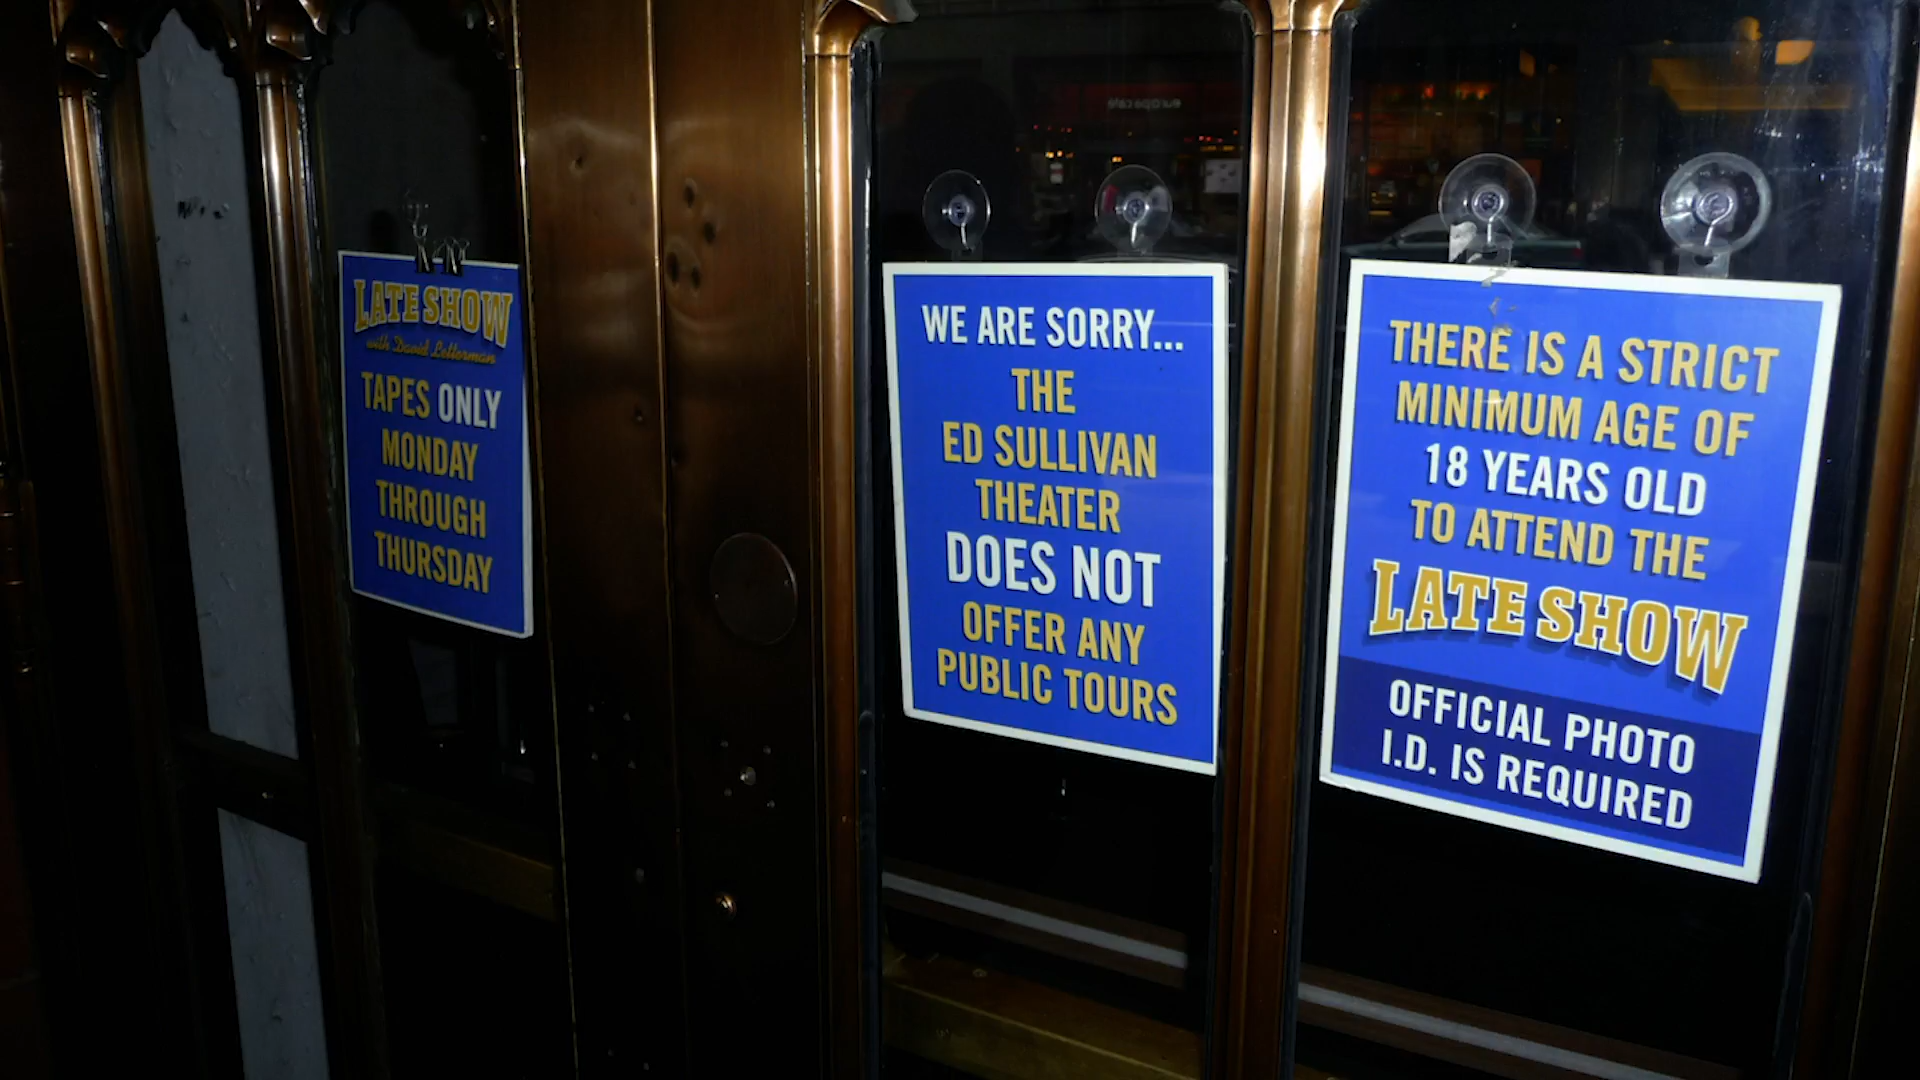 LATE SHOW
with David Letterman
TAPES ONLY
MONDAY
THROUGH
THURSDAY
WE ARE SORRY...
THE
ED SULLIVAN
THEATER
DOES NOT
OFFER ANY
PUBLIC TOURS
THERE IS A STRICT
MINIMUM AGE OF
18 YEARS OLD
TO ATTEND THE
LATE SHOW
OFFICIAL PHOTO
I.D. IS REQUIRED
europa cafe